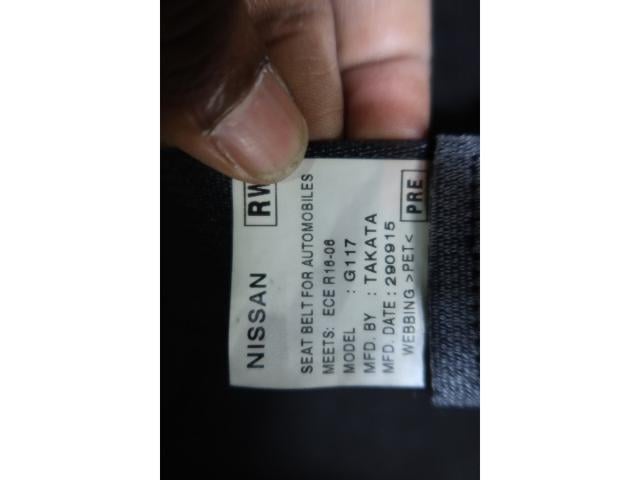 NISSAN RW
SEAT BELT FOR AUTOMOBILES
MEETS: ECE R16-06
MODEL : G117
MFD. BY : TAKATA
MFD. DATE : 290915
WEBBING >PET< PRE